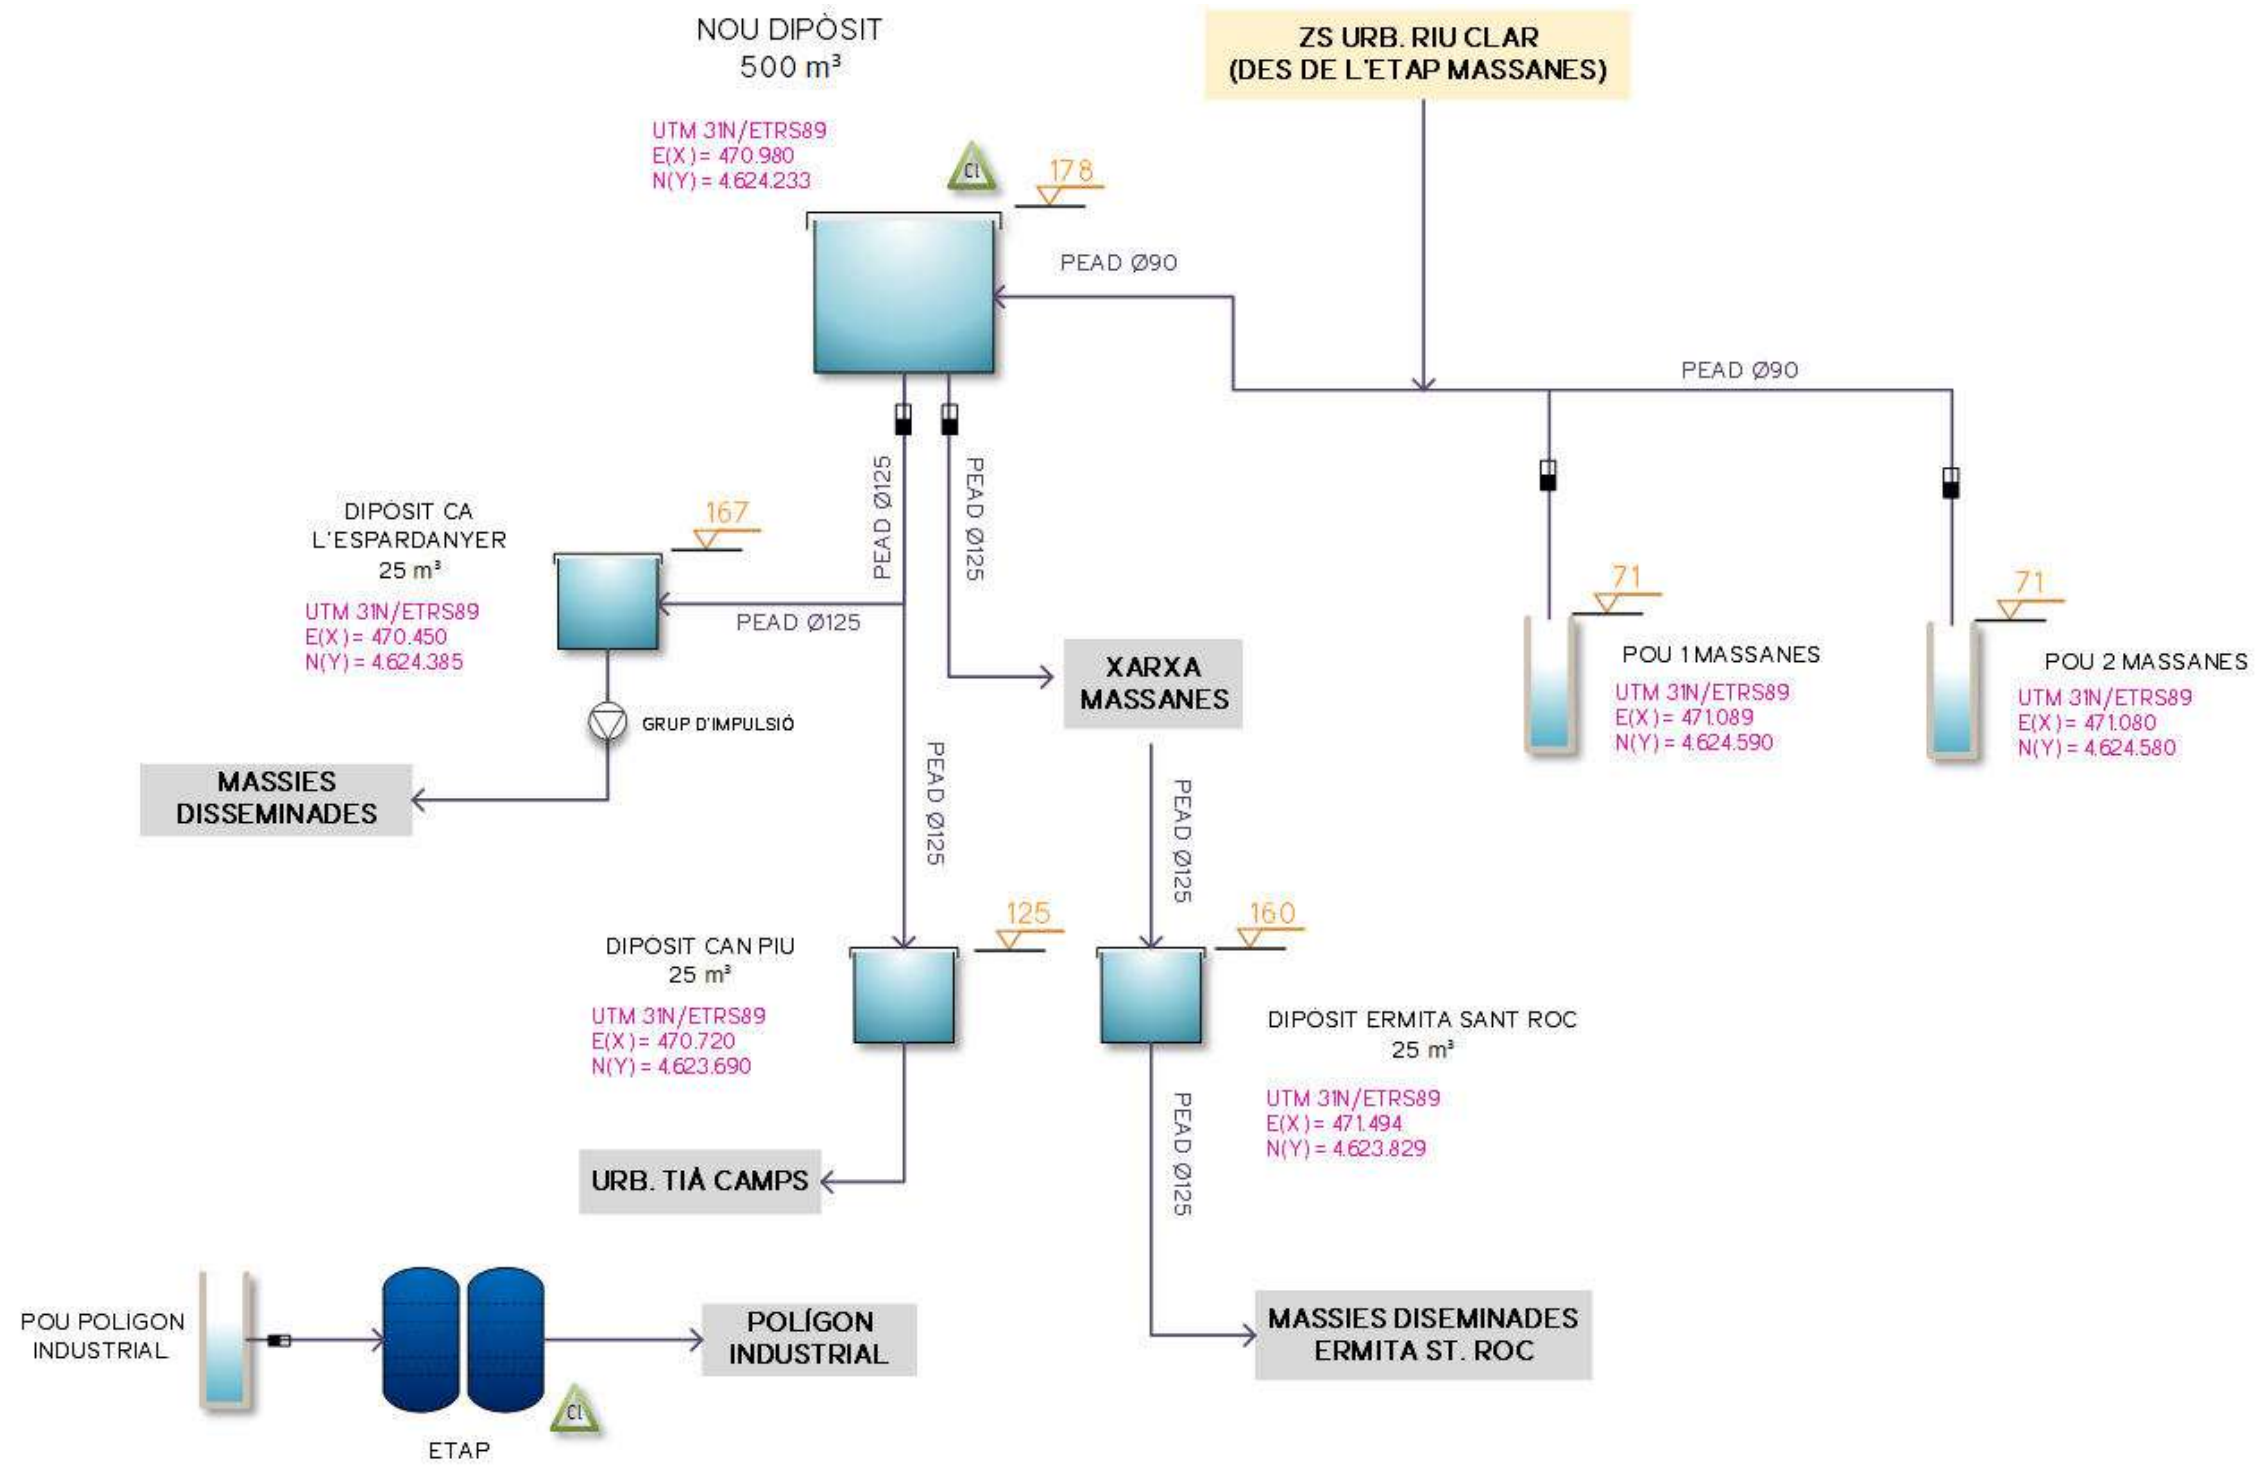 NOU DIPÒSIT
500 m³
UTM 31N/ETRS89
E(X)= 470.980
N(Y) = 4.624.233
Cl
178
ZS URB. RIU CLAR
(DES DE L'ETAP MASSANES)
PEAD Ø90
PEAD Ø90
PEAD Ø125
PEAD Ø125
DIPÒSIT CA
L'ESPARDANYER
25 m³
UTM 31N/ETRS89
E(X)= 470.450
N(Y) = 4.624.385
167
PEAD Ø125
GRUP D'IMPULSIÓ
MASSIES
DISSEMINADES
XARXA
MASSANES
71
POU 1 MASSANES
UTM 31N/ETRS89
E(X)= 471.089
N(Y) = 4.624.590
71
POU 2 MASSANES
UTM 31N/ETRS89
E(X)= 471.080
N(Y) = 4.624.580
PEAD Ø125
PEAD Ø125
DIPÒSIT CAN PIU
25 m³
UTM 31N/ETRS89
E(X)= 470.720
N(Y) = 4.623.690
125
160
DIPÒSIT ERMITA SANT ROC
25 m³
UTM 31N/ETRS89
E(X)= 471.494
N(Y) = 4.623.829
PEAD Ø125
URB. TIÀ CAMPS
MASSIES DISEMINADES
ERMITA ST. ROC
POU POLÍGON
INDUSTRIAL
ETAP
Cl
POLÍGON
INDUSTRIAL